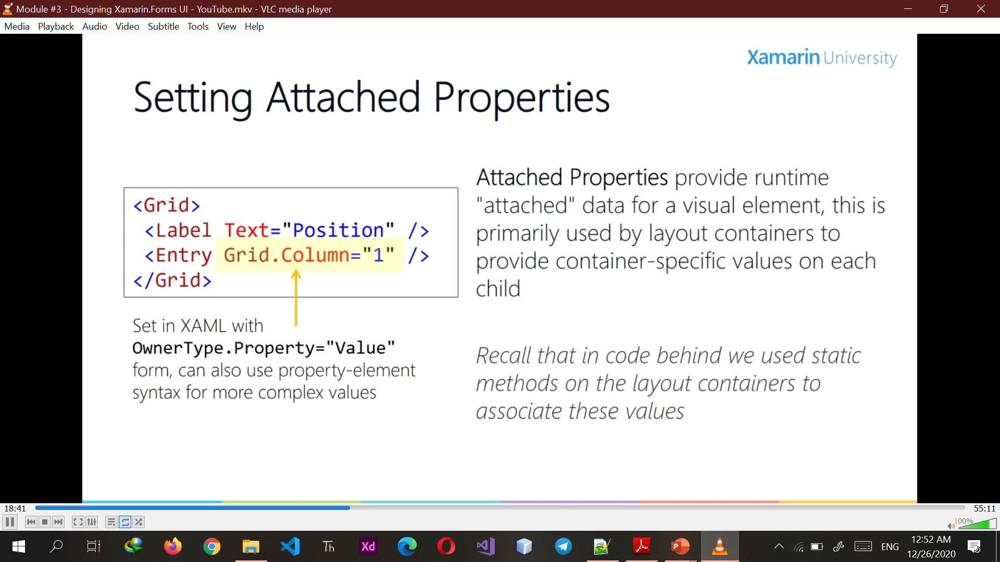 Module #3 - Designing Xamarin.Forms UI - YouTube.mkv - VLC media player
Media Playback Audio Video Subtitle Tools View Help
Xamarin University
Setting Attached Properties
<Grid>
<Label Text="Position" />
<Entry Grid.Column="1" />
</Grid>
Set in XAML with
OwnerType.Property="Value"
form, can also use property-element
syntax for more complex values
Attached Properties provide runtime
"attached" data for a visual element, this is
primarily used by layout containers to
provide container-specific values on each
child
Recall that in code behind we used static
methods on the layout containers to
associate these values
18:41
55:11
100%
Th
Xd
P
ENG
12:52 AM
12/26/2020